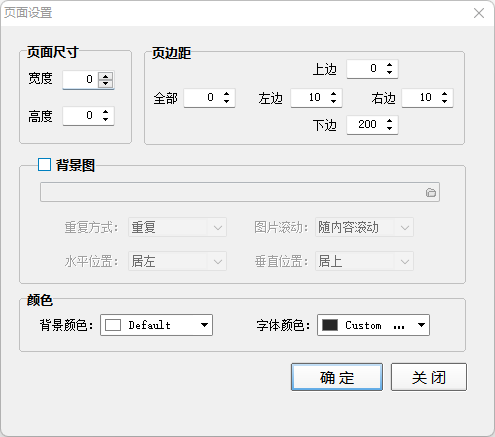 页面设置
页面尺寸
宽度 0
高度 0
页边距
上边 0
全部 0 左边 10 右边 10
下边 200
背景图
重复方式： 重复 图片滚动： 随内容滚动
水平位置： 居左 垂直位置： 居上
颜色
背景颜色： Default 字体颜色： Custom ...
确定 关闭